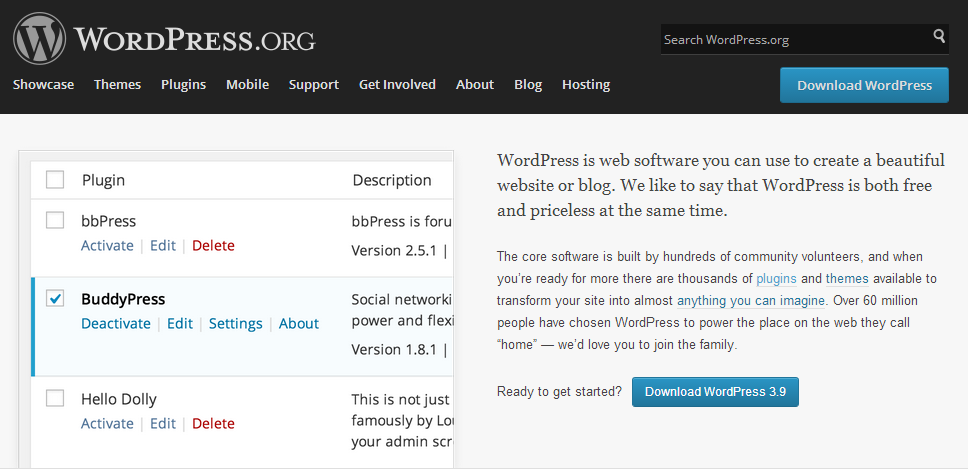 WORDPRESS.ORG
Search WordPress.org
Showcase Themes Plugins Mobile Support Get Involved About Blog Hosting
Download WordPress
Plugin Description
bbPress bbPress is foru
Activate | Edit | Delete
Version 2.5.1 |
BuddyPress Social networki
Deactivate | Edit | Settings | About power and flexi
Version 1.8.1 |
Hello Dolly This is not just
Activate | Edit | Delete famously by Lou
your admin scr
WordPress is web software you can use to create a beautiful
website or blog. We like to say that WordPress is both free
and priceless at the same time.
The core software is built by hundreds of community volunteers, and when
you’re ready for more there are thousands of plugins and themes available to
transform your site into almost anything you can imagine. Over 60 million
people have chosen WordPress to power the place on the web they call
“home” — we’d love you to join the family.
Ready to get started? Download WordPress 3.9